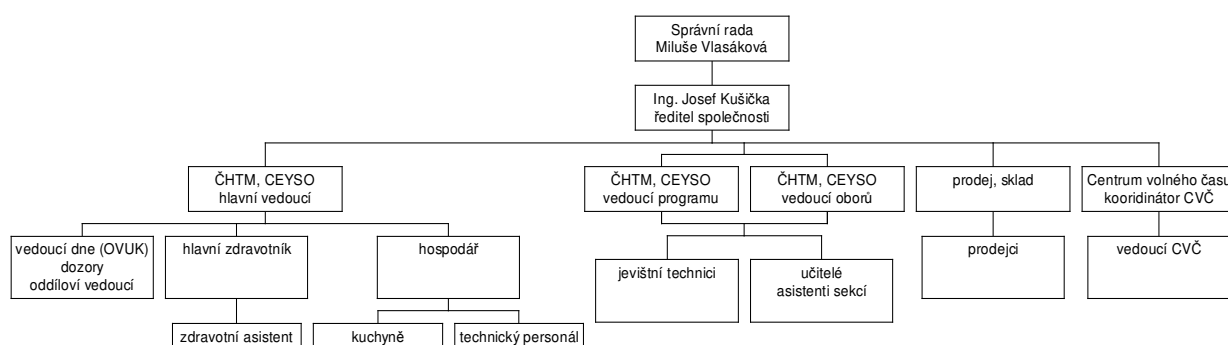 Správní rada
Miluše Vlasáková
Ing. Josef Kušička
ředitel společnosti
ČHTM, CEYSO
hlavní vedoucí
ČHTM, CEYSO
vedoucí programu
ČHTM, CEYSO
vedoucí oborů
prodej, sklad
Centrum volného času
kooridinátor CVČ
vedoucí dne (OVUK)
dozory
oddíloví vedoucí
hlavní zdravotník
hospodář
jevištní technici
učitelé
asistenti sekcí
prodejci
vedoucí CVČ
zdravotní asistent
kuchyně
technický personál